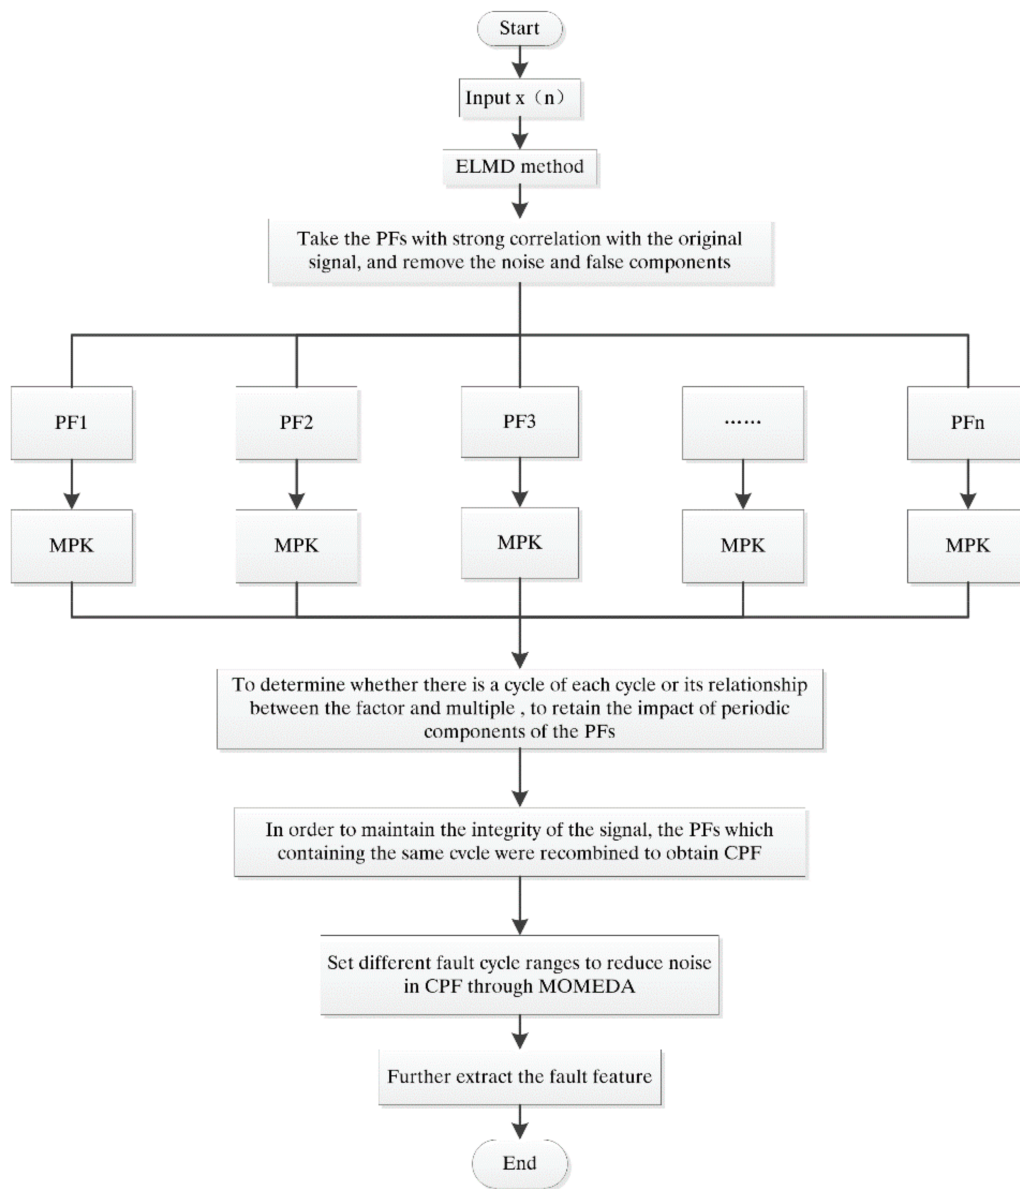 Start
Input x（n）
ELMD method
Take the PFs with strong correlation with the original
signal, and remove the noise and false components
PF1
PF2
PF3
······
PFn
MPK
MPK
MPK
MPK
MPK
To determine whether there is a cycle of each cycle or its relationship
between the factor and multiple , to retain the impact of periodic
components of the PFs
In order to maintain the integrity of the signal, the PFs which
containing the same cycle were recombined to obtain CPF
Set different fault cycle ranges to reduce noise
in CPF through MOMEDA
Further extract the fault feature
End